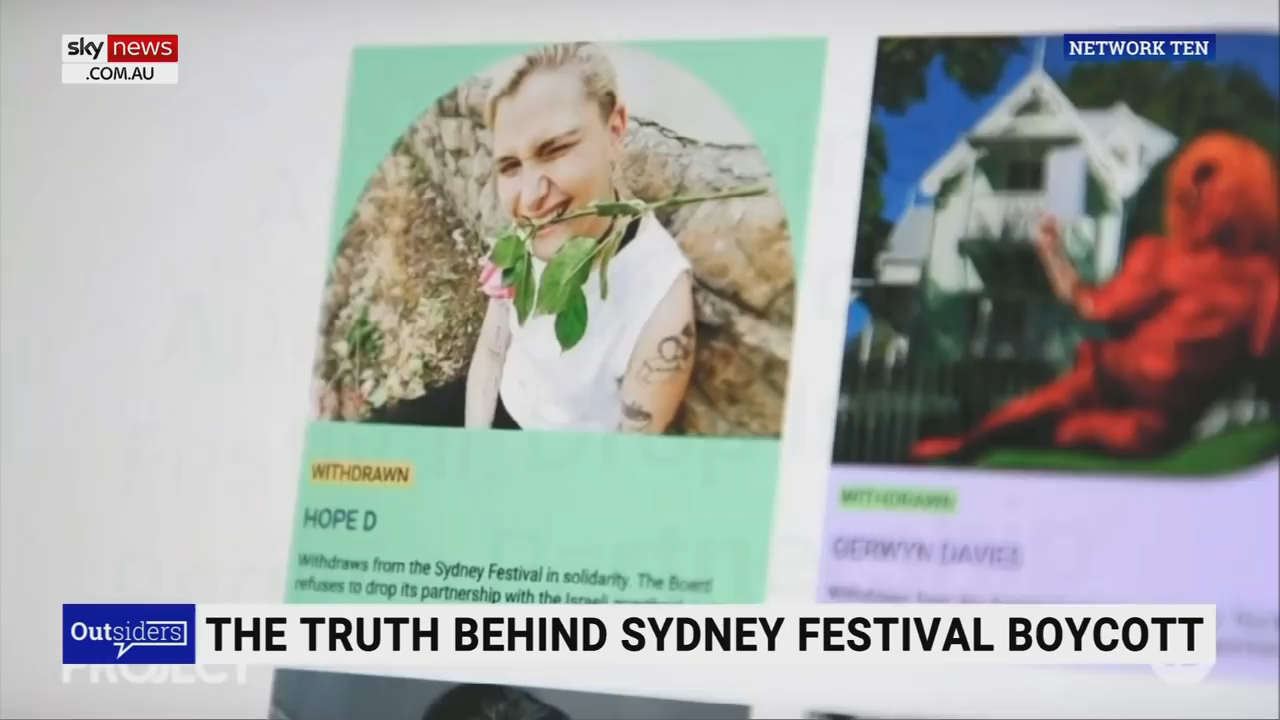 sky news
.COM.AU
NETWORK TEN
WITHDRAWN
HOPE D
Withdraws from the Sydney Festival in solidarity. The Board
refuses to drop its partnership with the Israeli
WITHDRAWN
GERWYN DAVIES
Outsiders
THE TRUTH BEHIND SYDNEY FESTIVAL BOYCOTT
PROJECT